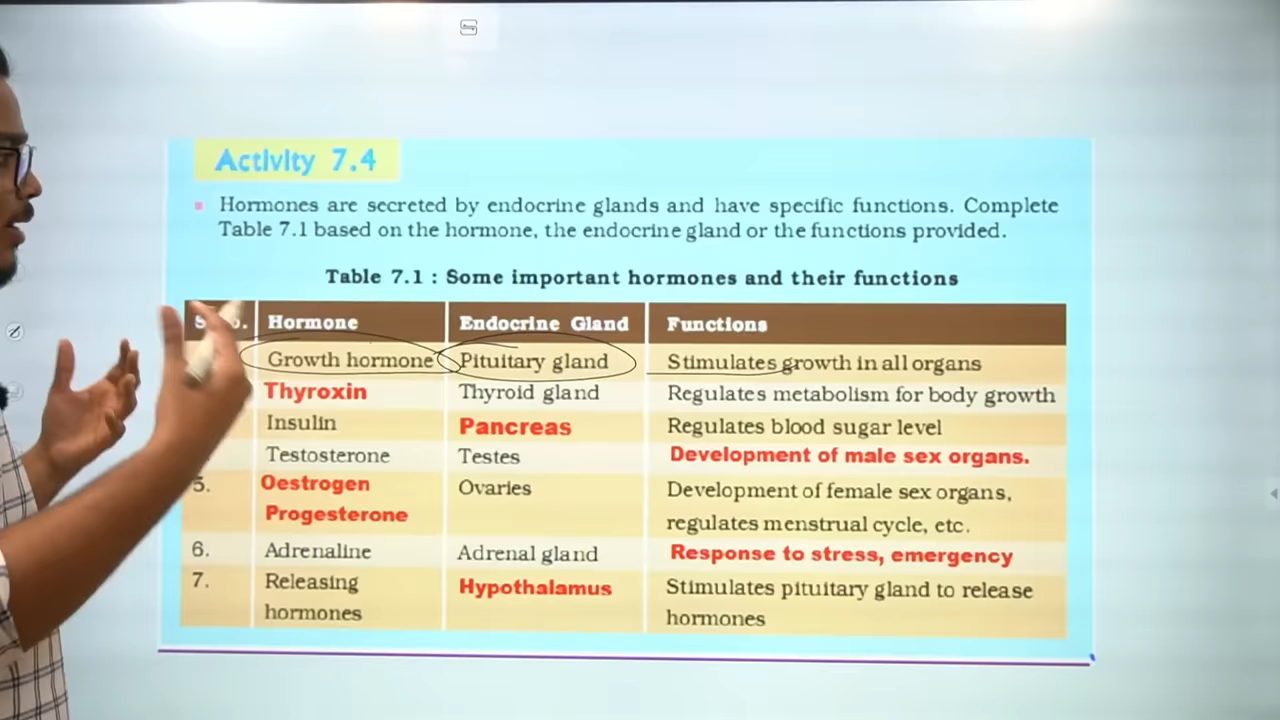 Activity 7.4
Hormones are secreted by endocrine glands and have specific functions. Complete
Table 7.1 based on the hormone, the endocrine gland or the functions provided.
Table 7.1 : Some important hormones and their functions
Hormone Endocrine Gland Functions
Growth hormone Pituitary gland Stimulates growth in all organs
Thyroxin Thyroid gland Regulates metabolism for body growth
Insulin Pancreas Regulates blood sugar level
Testosterone Testes Development of male sex organs.
5. Oestrogen Ovaries Development of female sex organs,
Progesterone regulates menstrual cycle, etc.
6. Adrenaline Adrenal gland Response to stress, emergency
7. Releasing Hypothalamus Stimulates pituitary gland to release
hormones hormones